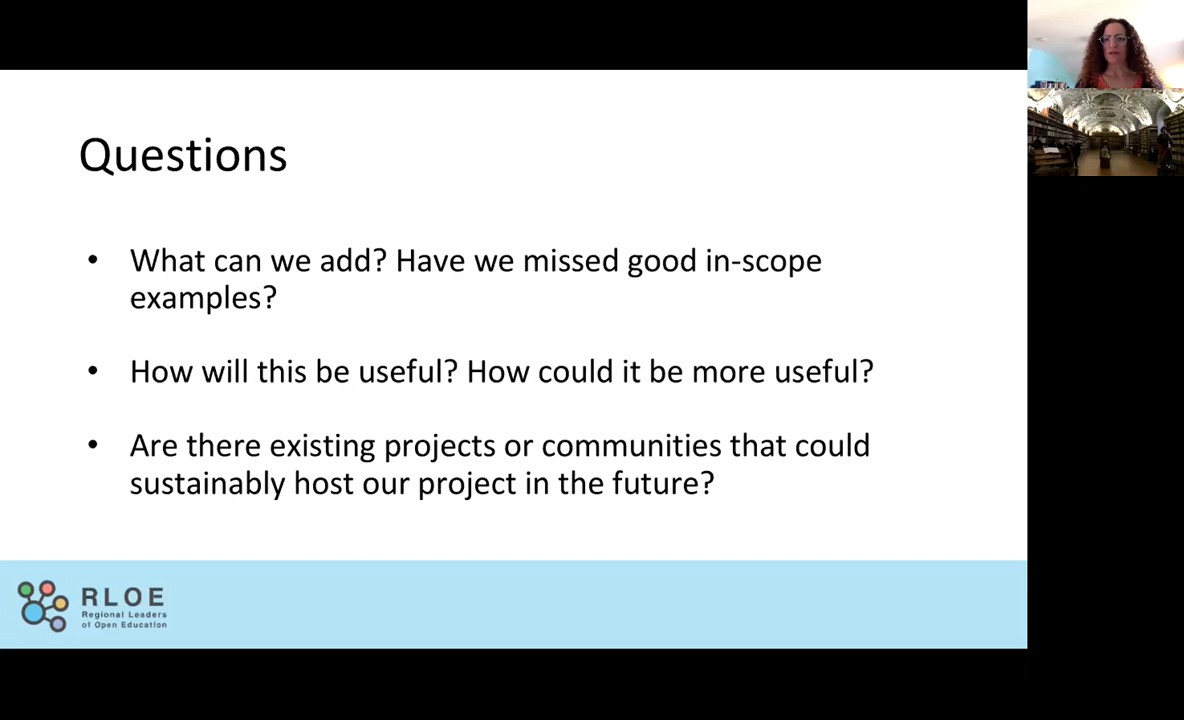 Questions
• What can we add? Have we missed good in-scope
examples?
• How will this be useful? How could it be more useful?
• Are there existing projects or communities that could
sustainably host our project in the future?
RLOE
Regional Leaders
of Open Education